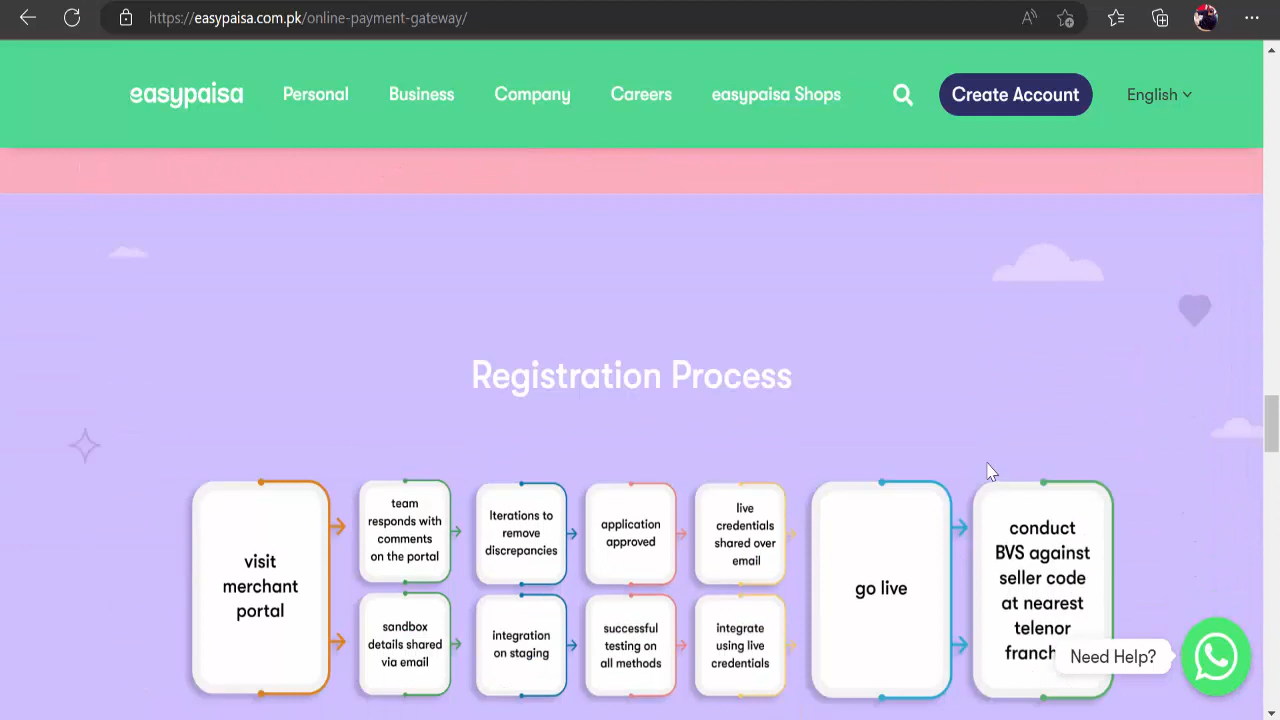 https://easypaisa.com.pk/online-payment-gateway/
easypaisa Personal Business Company Careers easypaisa Shops Create Account English
Registration Process
visit
merchant
portal
team
responds with
comments
on the portal
Iterations to
remove
discrepancies
application
approved
live
credentials
shared over
email
sandbox
details shared
via email
integration
on staging
successful
testing on
all methods
integrate
using live
credentials
go live
conduct
BVS against
seller code
at nearest
telenor
Need Help?